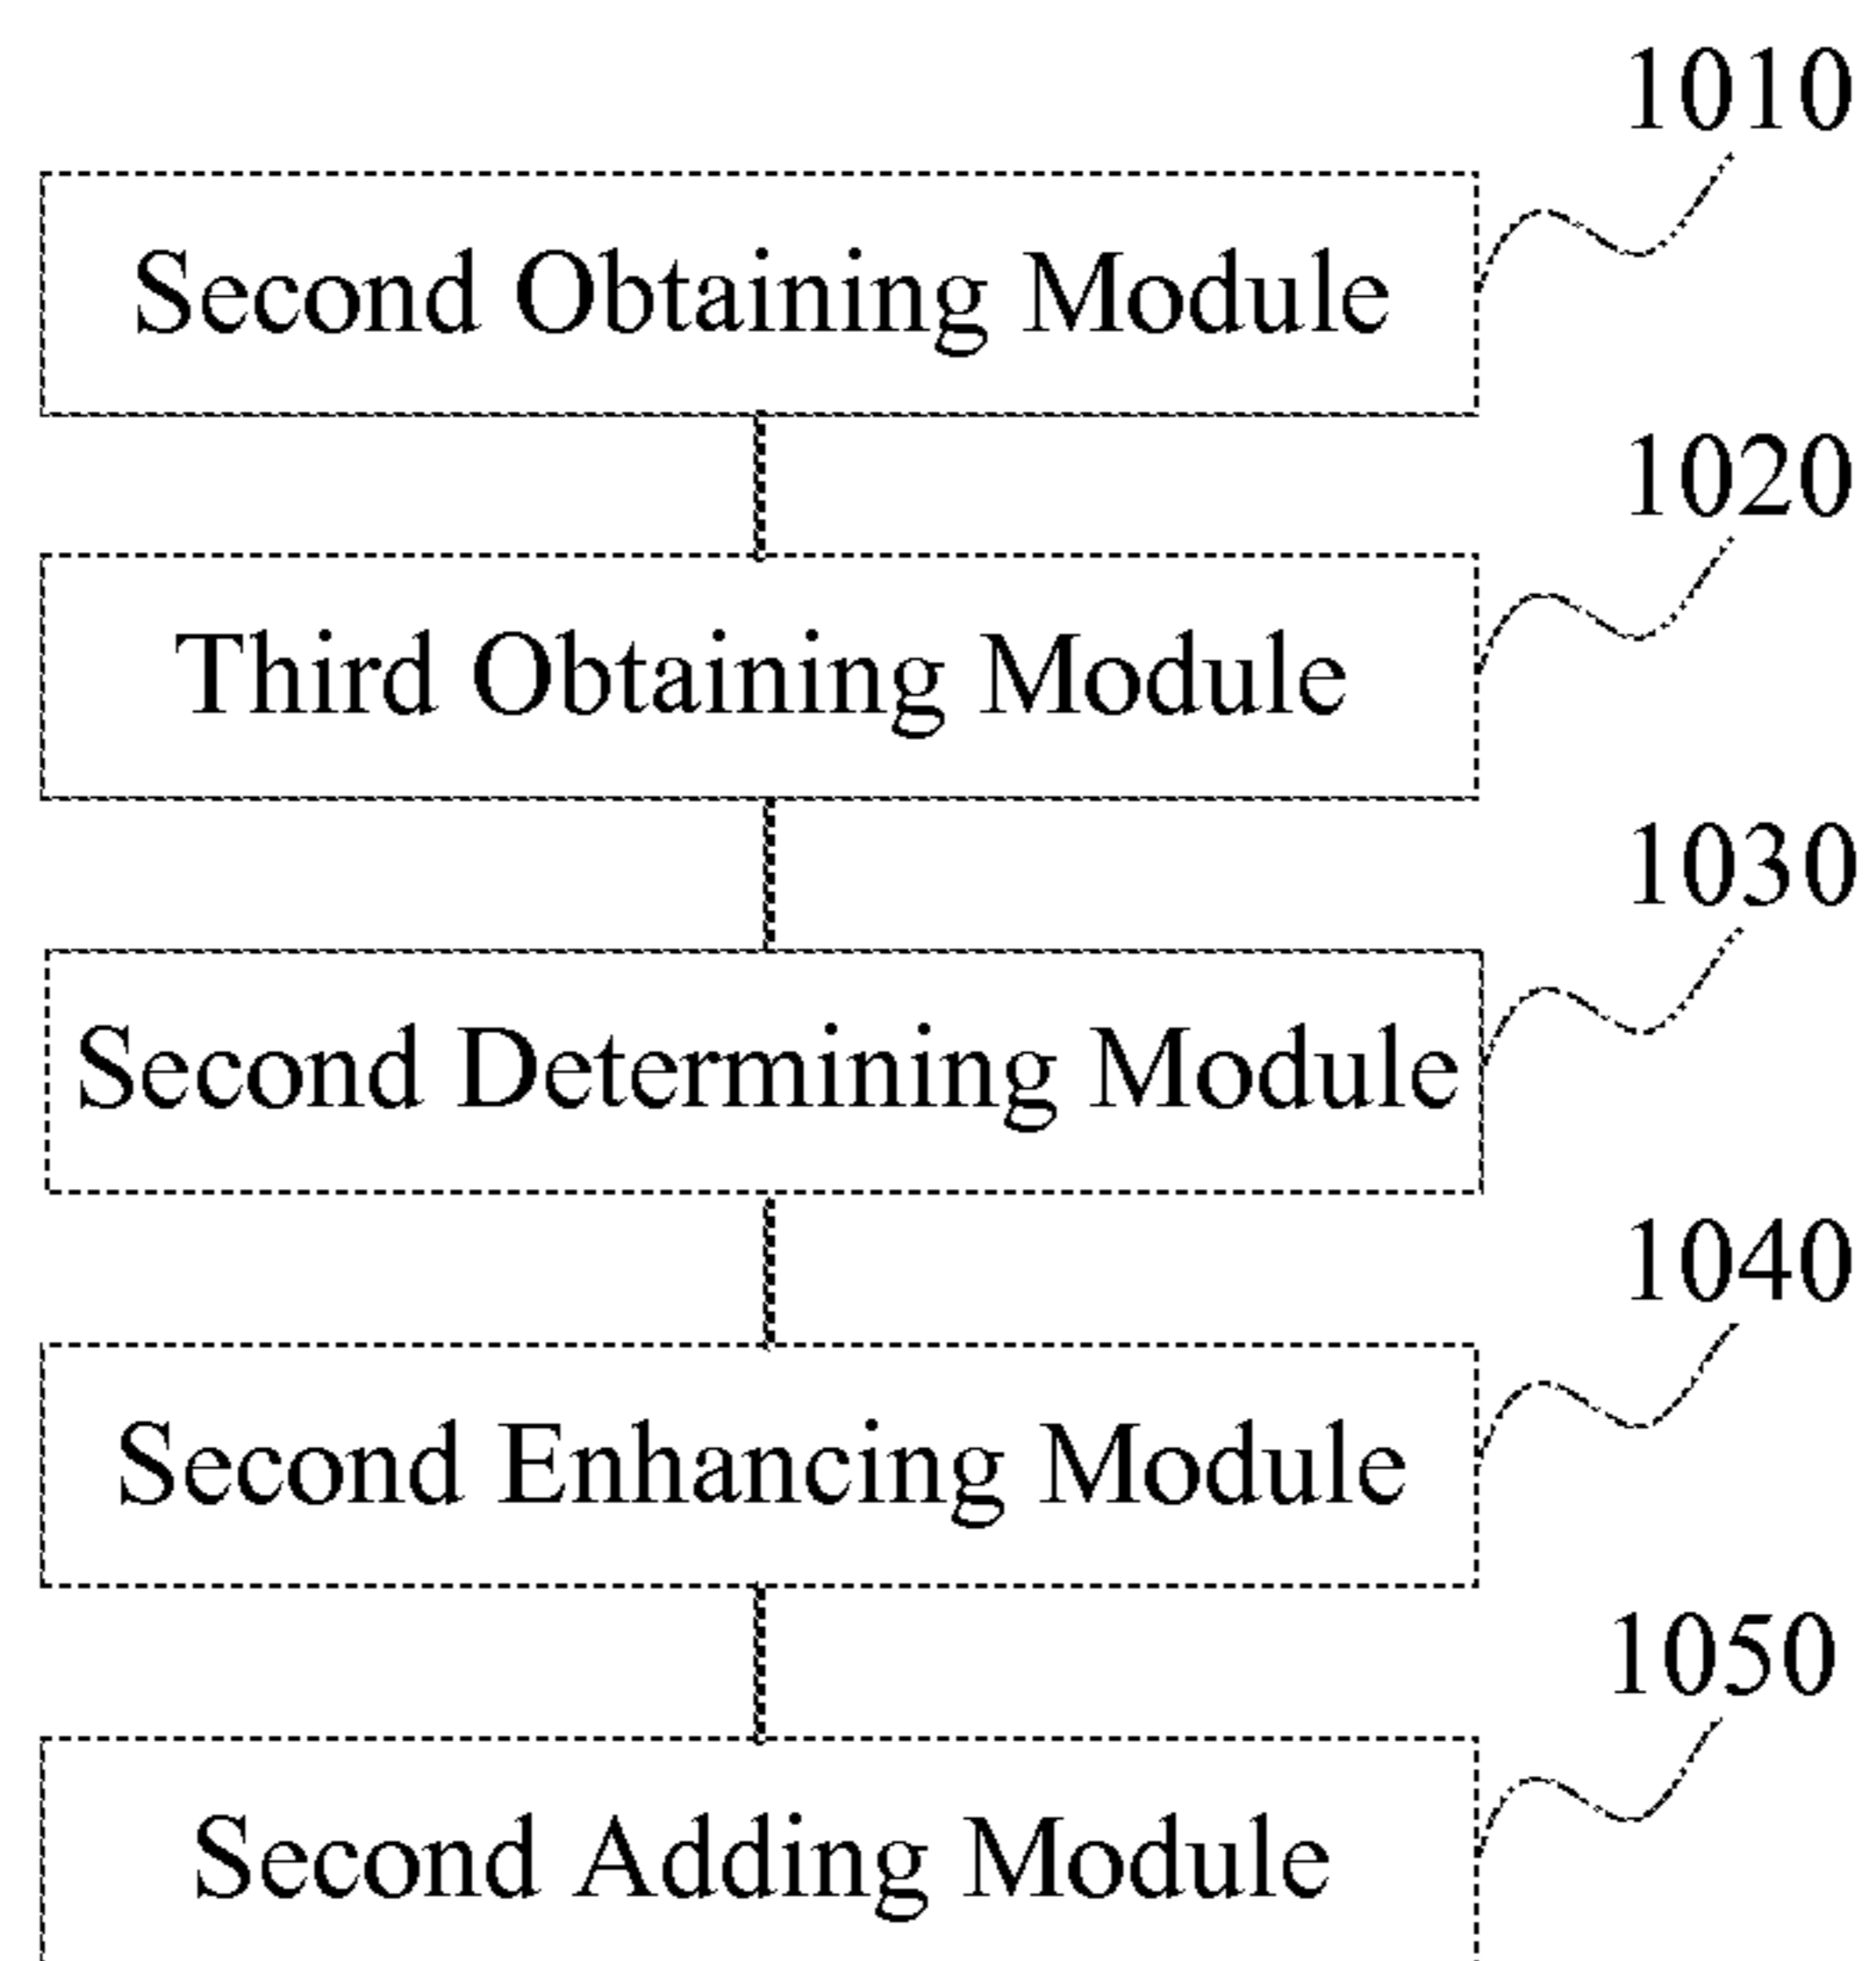 1010
Second Obtaining Module
1020
Third Obtaining Module
1030
Second Determining Module
1040
Second Enhancing Module
1050
Second Adding Module